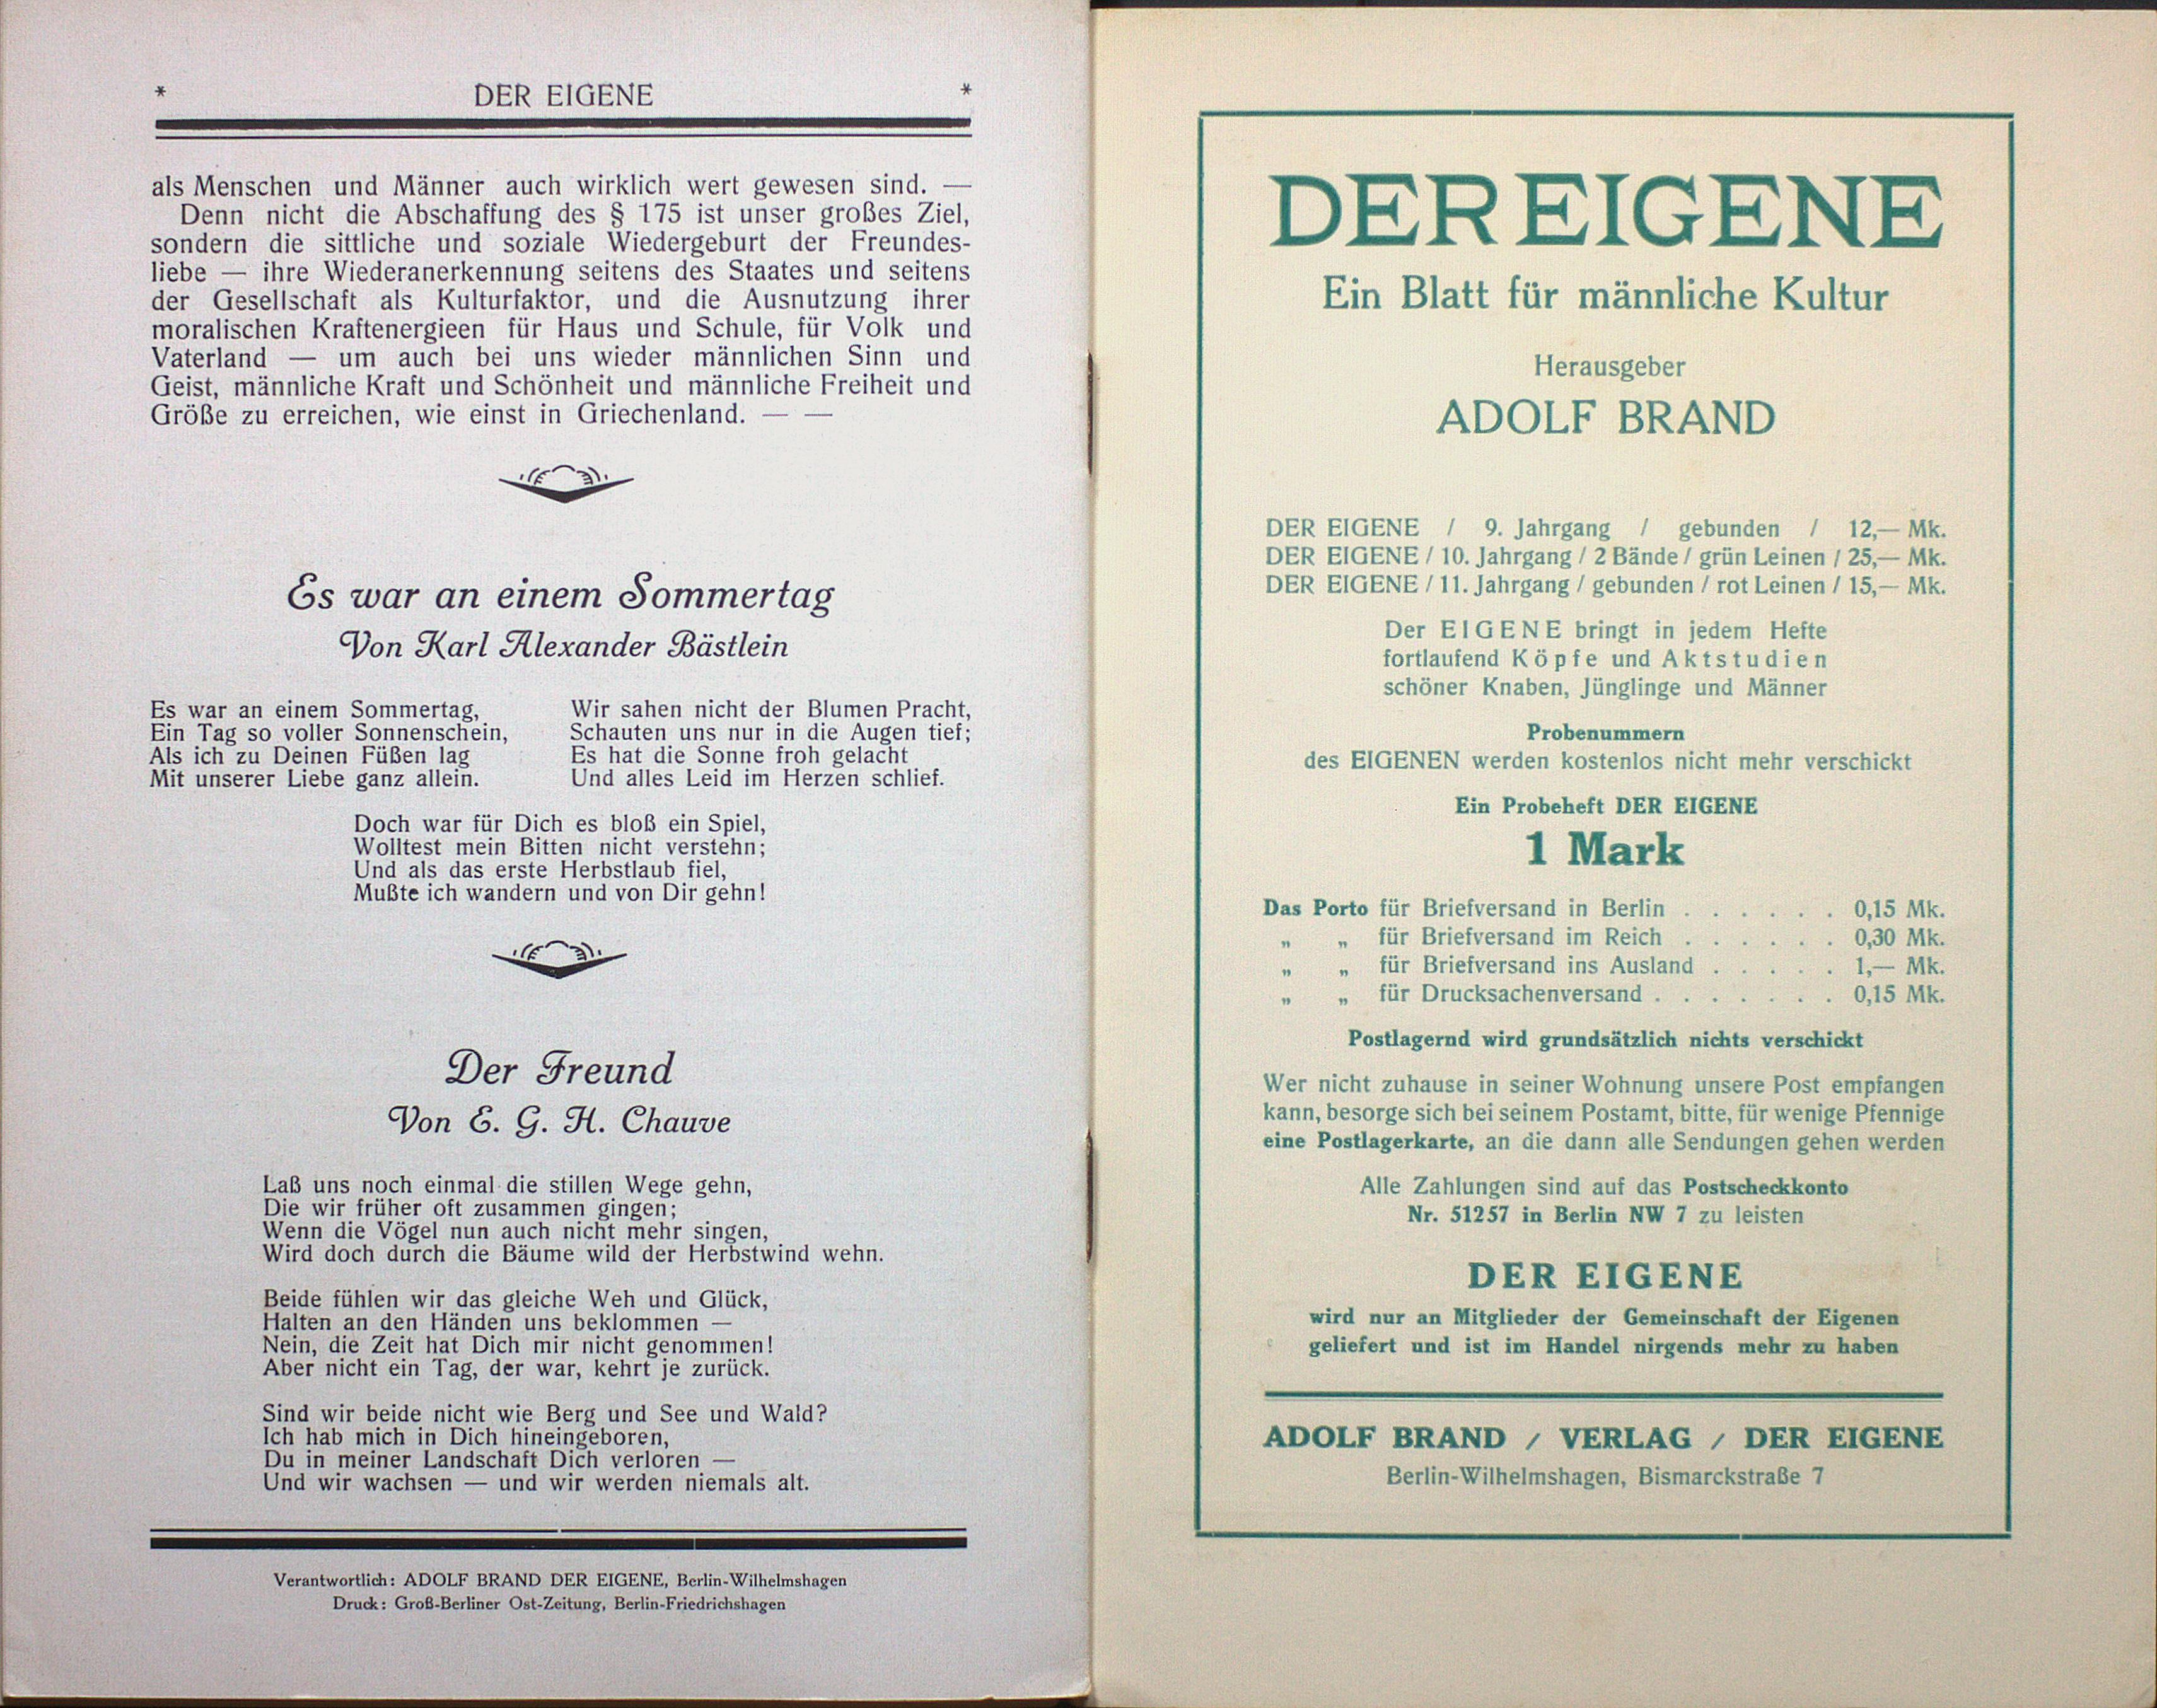 * DER EIGENE *
als Menschen und Männer auch wirklich wert gewesen sind. —
Denn nicht die Abschaffung des § 175 ist unser großes Ziel,
sondern die sittliche und soziale Wiedergeburt der Freundes-
liebe — ihre Wiederanerkennung seitens des Staates und seitens
der Gesellschaft als Kulturfaktor, und die Ausnutzung ihrer
moralischen Kraftenergieen für Haus und Schule, für Volk und
Vaterland — um auch bei uns wieder männlichen Sinn und
Geist, männliche Kraft und Schönheit und männliche Freiheit und
Größe zu erreichen, wie einst in Griechenland. — —
Es war an einem Sommertag
Von Karl Alexander Bästlein
Es war an einem Sommertag,
Ein Tag so voller Sonnenschein,
Als ich zu Deinen Füßen lag
Mit unserer Liebe ganz allein.
Wir sahen nicht der Blumen Pracht,
Schauten uns nur in die Augen tief;
Es hat die Sonne froh gelacht
Und alles Leid im Herzen schlief.
Doch war für Dich es bloß ein Spiel,
Wolltest mein Bitten nicht verstehn;
Und als das erste Herbstlaub fiel,
Mußte ich wandern und von Dir gehn!
Der Freund
Von E. G. H. Chauve
Laß uns noch einmal die stillen Wege gehn,
Die wir früher oft zusammen gingen;
Wenn die Vögel nun auch nicht mehr singen,
Wird doch durch die Bäume wild der Herbstwind wehn.
Beide fühlen wir das gleiche Weh und Glück,
Halten an den Händen uns beklommen —
Nein, die Zeit hat Dich mir nicht genommen!
Aber nicht ein Tag, der war, kehrt je zurück.
Sind wir beide nicht wie Berg und See und Wald?
Ich hab mich in Dich hineingeboren,
Du in meiner Landschaft Dich verloren —
Und wir wachsen — und wir werden niemals alt.
Verantwortlich: ADOLF BRAND DER EIGENE, Berlin-Wilhelmshagen
Druck: Groß-Berliner Ost-Zeitung, Berlin-Friedrichshagen
DER EIGENE
Ein Blatt für männliche Kultur
Herausgeber
ADOLF BRAND
DER EIGENE / 9. Jahrgang / gebunden / 12,— Mk.
DER EIGENE / 10. Jahrgang / 2 Bände / grün Leinen / 25,— Mk.
DER EIGENE / 11. Jahrgang / gebunden / rot Leinen / 15,— Mk.
Der EIGENE bringt in jedem Hefte
fortlaufend Köpfe und Aktstudien
schöner Knaben, Jünglinge und Männer
Probenummern
des EIGENEN werden kostenlos nicht mehr verschickt
Ein Probeheft DER EIGENE
1 Mark
Das Porto für Briefversand in Berlin . . . . . . 0,15 Mk.
„ „ für Briefversand im Reich . . . . . . 0,30 Mk.
„ „ für Briefversand ins Ausland . . . . . 1,— Mk.
„ „ für Drucksachenversand . . . . . . . 0,15 Mk.
Postlagernd wird grundsätzlich nichts verschickt
Wer nicht zuhause in seiner Wohnung unsere Post empfangen
kann, besorge sich bei seinem Postamt, bitte, für wenige Pfennige
eine Postlagerkarte, an die dann alle Sendungen gehen werden
Alle Zahlungen sind auf das Postscheckkonto
Nr. 51257 in Berlin NW 7 zu leisten
DER EIGENE
wird nur an Mitglieder der Gemeinschaft der Eigenen
geliefert und ist im Handel nirgends mehr zu haben
ADOLF BRAND / VERLAG / DER EIGENE
Berlin-Wilhelmshagen, Bismarckstraße 7